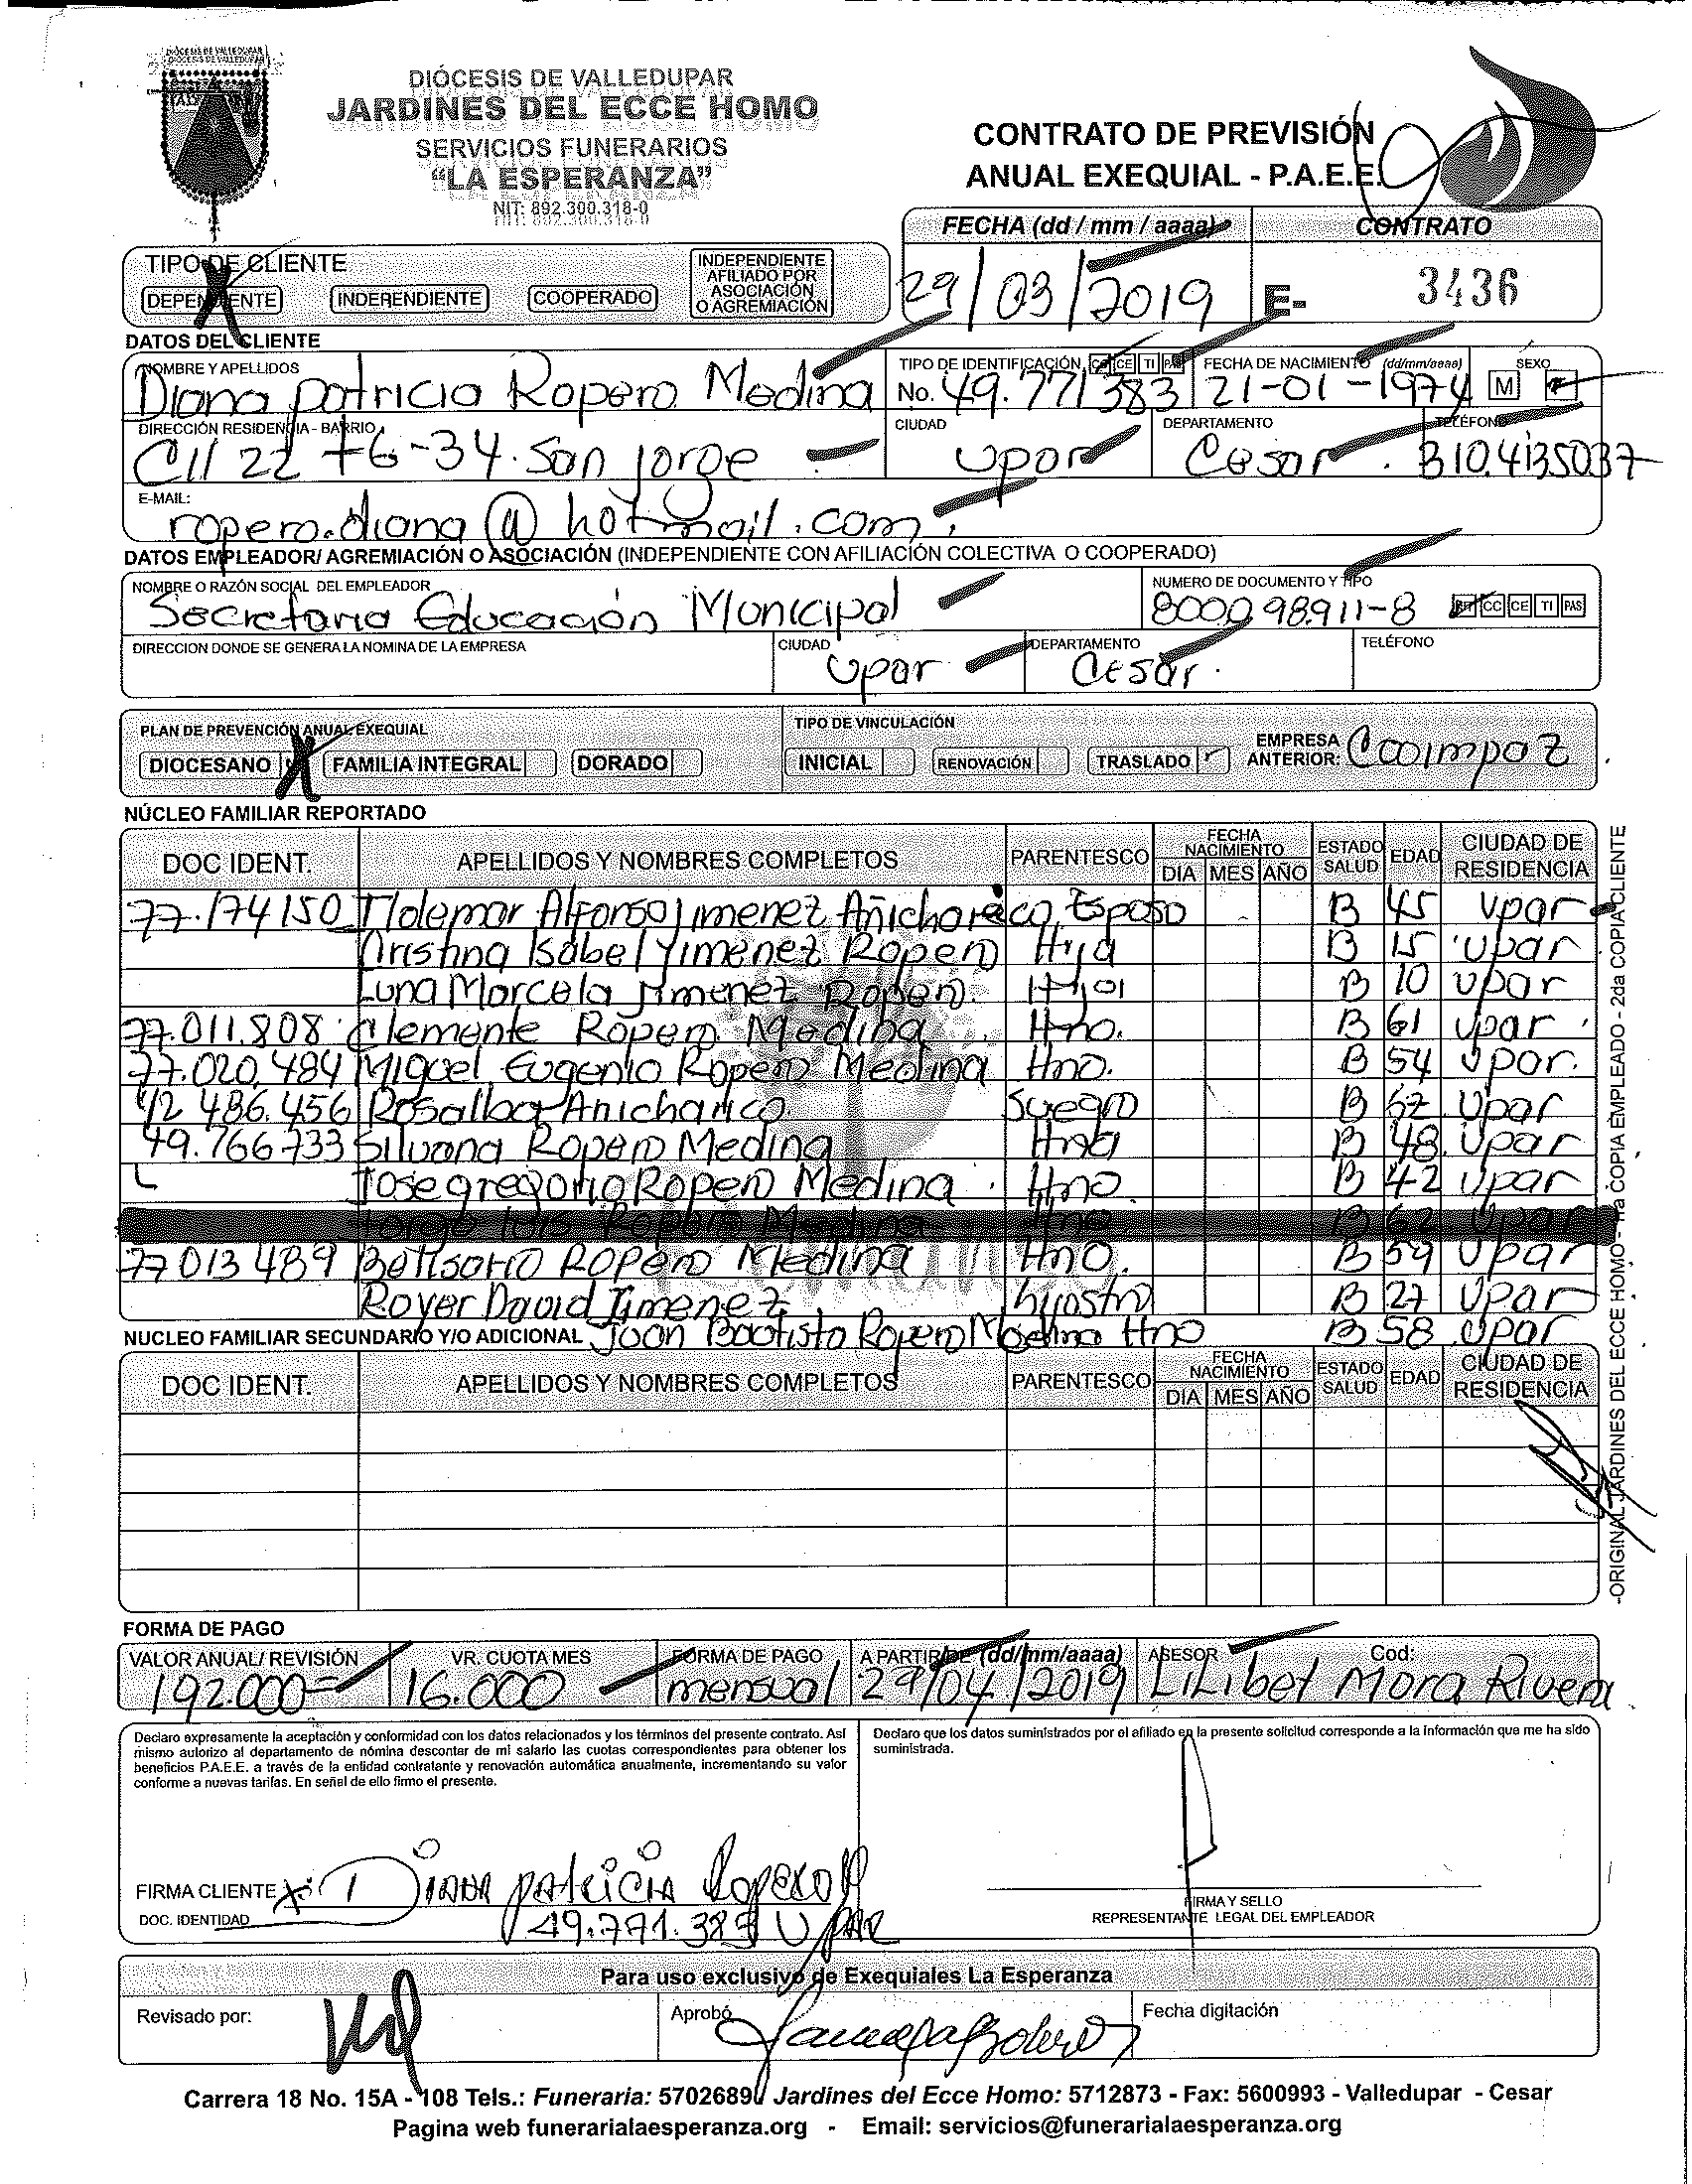 DIÓCESIS DE VALLEDUPAR
JARDINES DEL ECCE HOMO
SERVICIOS FUNERARIOS
“LA ESPERANZA”
NIT: 892.300.318-0
CONTRATO DE PREVISIÓN
ANUAL EXEQUIAL - P.A.E.E.
FECHA (dd / mm / aaaa) CONTRATO
29/03/2019 E- 3436
TIPO DE CLIENTE
DEPENDIENTE INDEPENDIENTE COOPERADO INDEPENDIENTE AFILIADO POR ASOCIACIÓN O AGREMIACIÓN
DATOS DEL CLIENTE
NOMBRE Y APELLIDOS TIPO DE IDENTIFICACIÓN CC CE TI PAS FECHA DE NACIMIENTO (dd/mm/aaaa) SEXO
Diana patricia Ropero Medina No. 49.771383 21-01-1974 M
DIRECCIÓN RESIDENCIA - BARRIO CIUDAD DEPARTAMENTO TELÉFONO
Cll 22 #6-34. San jorge Upar Cesar. 310.4135037
E-MAIL:
ropero.diana@hotmail.com.
DATOS EMPLEADOR/ AGREMIACIÓN O ASOCIACIÓN (INDEPENDIENTE CON AFILIACIÓN COLECTIVA O COOPERADO)
NOMBRE O RAZÓN SOCIAL DEL EMPLEADOR NUMERO DE DOCUMENTO Y TIPO
Secretaria Educación Municipal 800098.911-8 NIT CC CE TI PAS
DIRECCION DONDE SE GENERA LA NOMINA DE LA EMPRESA CIUDAD DEPARTAMENTO TELÉFONO
Upar Cesar.
PLAN DE PREVENCIÓN ANUAL EXEQUIAL TIPO DE VINCULACIÓN
DIOCESANO X FAMILIA INTEGRAL DORADO INICIAL RENOVACIÓN TRASLADO EMPRESA ANTERIOR: Cooimpaz.
NÚCLEO FAMILIAR REPORTADO
DOC IDENT. APELLIDOS Y NOMBRES COMPLETOS PARENTESCO FECHA NACIMIENTO DIA MES AÑO ESTADO SALUD EDAD CIUDAD DE RESIDENCIA
77.174150 Ildemar Alfonso jimenez Añicharico Esposo B 45 Upar
Cristina Isabel Yimenez Ropero Hija B 15 Upar
Luna Marcela jimenez Ropero. Hija B 10 Upar
77.011.808 Clemente Ropero Medina Hno. B 61 Upar
77.020.484 Miguel Eugenio Ropero Medina Hno. B 54 Upar.
42 486.456 Rosalba Anicharico. Suegra B 67 Upar
49.766733 Silvana Ropero Medina Hna B 48 Upar
Jose gregorio Ropero Medina Hno. B 42 Upar
Jorge luis Ropero Medina Hno B 62 Upar
77013489 Belisario Ropero Medina Hno. B 59 Upar
Royer David Jimenez hijastro B 27 Upar
NUCLEO FAMILIAR SECUNDARIO Y/O ADICIONAL Juan Bautista Ropero Medina Hno B 58 Upar
DOC IDENT. APELLIDOS Y NOMBRES COMPLETOS PARENTESCO FECHA NACIMIENTO DIA MES AÑO ESTADO SALUD EDAD CIUDAD DE RESIDENCIA
-ORIGINAL JARDINES DEL ECCE HOMO - 1ra COPIA EMPLEADO - 2da COPIA CLIENTE
FORMA DE PAGO
VALOR ANUAL/ REVISIÓN VR. CUOTA MES FORMA DE PAGO A PARTIR DE (dd/mm/aaaa) ASESOR Cod:
192.000= 16.000 mensual 29/04/2019 LiLibet Mora Rivera
Declaro expresamente la aceptación y conformidad con los datos relacionados y los términos del presente contrato. Así
mismo autorizo al departamento de nómina descontar de mi salario las cuotas correspondientes para obtener los
beneficios P.A.E.E. a través de la entidad contratante y renovación automática anualmente, incrementando su valor
conforme a nuevas tarifas. En señal de ello firmo el presente.
Declaro que los datos suministrados por el afiliado en la presente solicitud corresponde a la información que me ha sido
suministrada.
FIRMA CLIENTE Diana patricia Ropero M
DOC. IDENTIDAD 49.771.383 Upar
FIRMA Y SELLO
REPRESENTANTE LEGAL DEL EMPLEADOR
Para uso exclusivo de Exequiales La Esperanza
Revisado por: Aprobó Fecha digitación
Carrera 18 No. 15A - 108 Tels.: Funeraria: 5702689 Jardines del Ecce Homo: 5712873 - Fax: 5600993 - Valledupar - Cesar
Pagina web funerarialaesperanza.org - Email: servicios@funerarialaesperanza.org